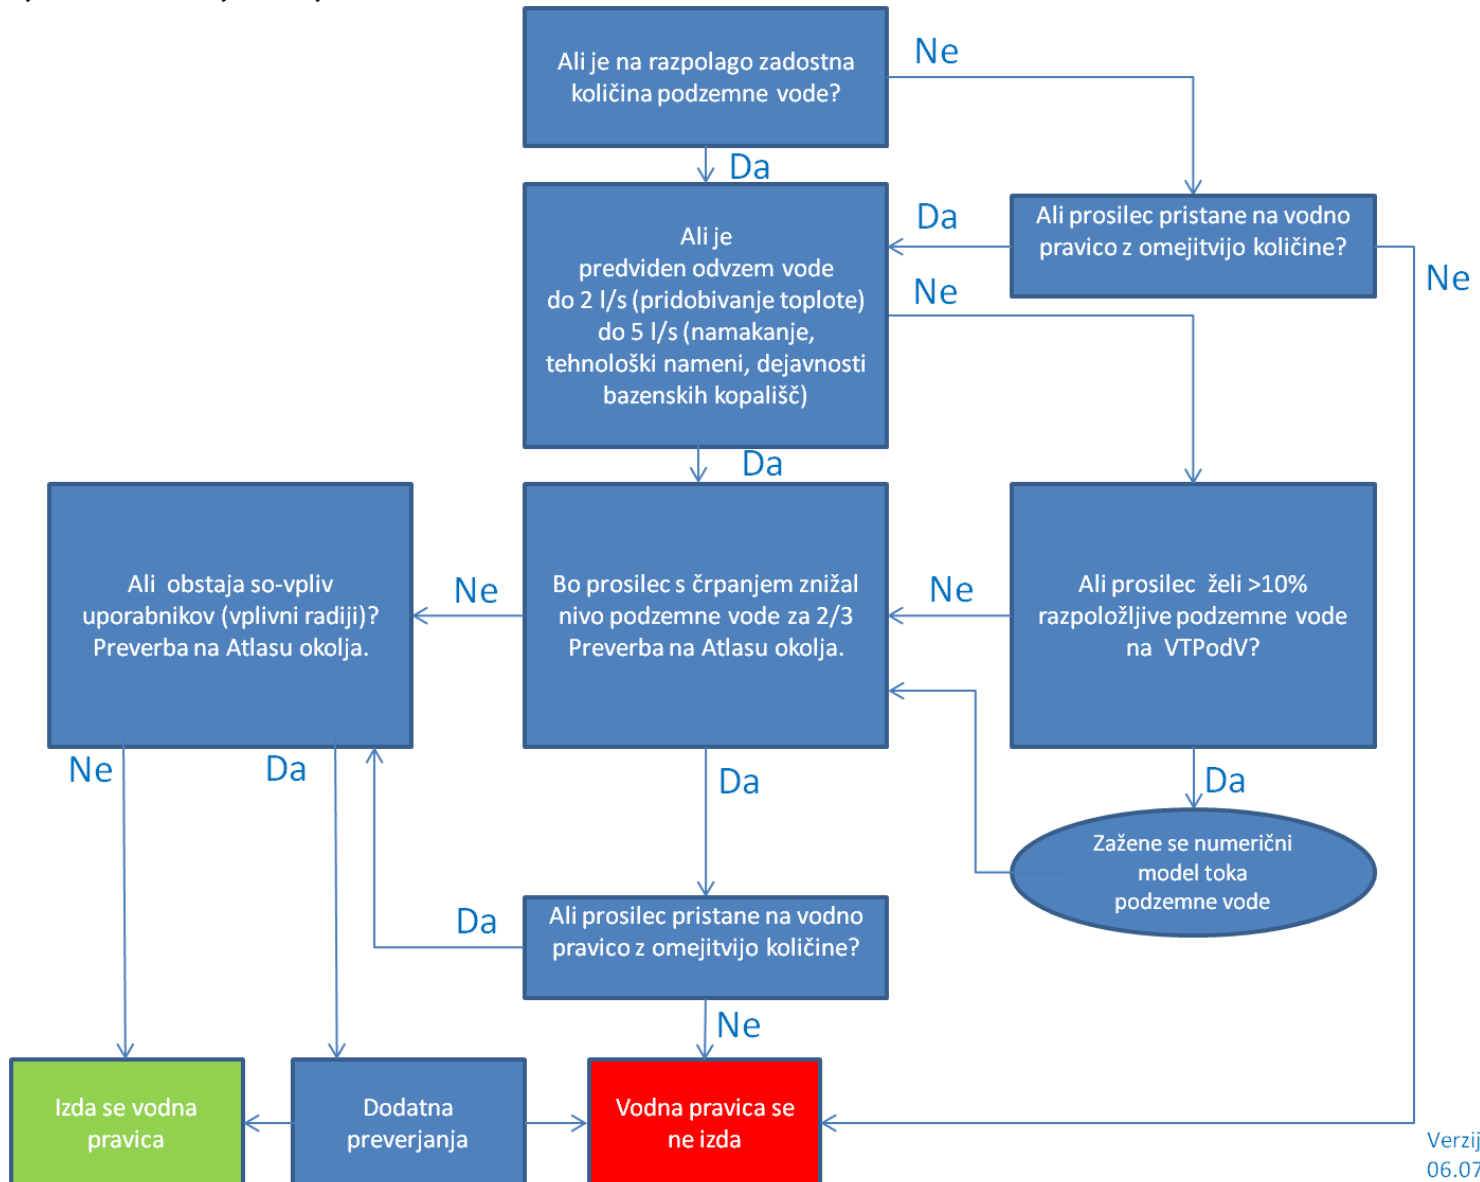 Ali je na razpolago zadostna
količina podzemne vode?
Ne
Da
Ali prosilec pristane na vodno
pravico z omejitvijo količine?
Da
Ne
Ali je
predviden odvzem vode
do 2 l/s (pridobivanje toplote)
do 5 l/s (namakanje,
tehnološki nameni, dejavnosti
bazenskih kopališč)
Ne
Da
Ali obstaja so-vpliv
uporabnikov (vplivni radiji)?
Preverba na Atlasu okolja.
Ne
Bo prosilec s črpanjem znižal
nivo podzemne vode za 2/3
Preverba na Atlasu okolja.
Ne
Ali prosilec želi >10%
razpoložljive podzemne vode
na VTPodV?
Ne
Da
Da
Da
Zažene se numerični
model toka
podzemne vode
Ali prosilec pristane na vodno
pravico z omejitvijo količine?
Da
Ne
Izda se vodna
pravica
Dodatna
preverjanja
Vodna pravica se
ne izda
Verzij
06.07